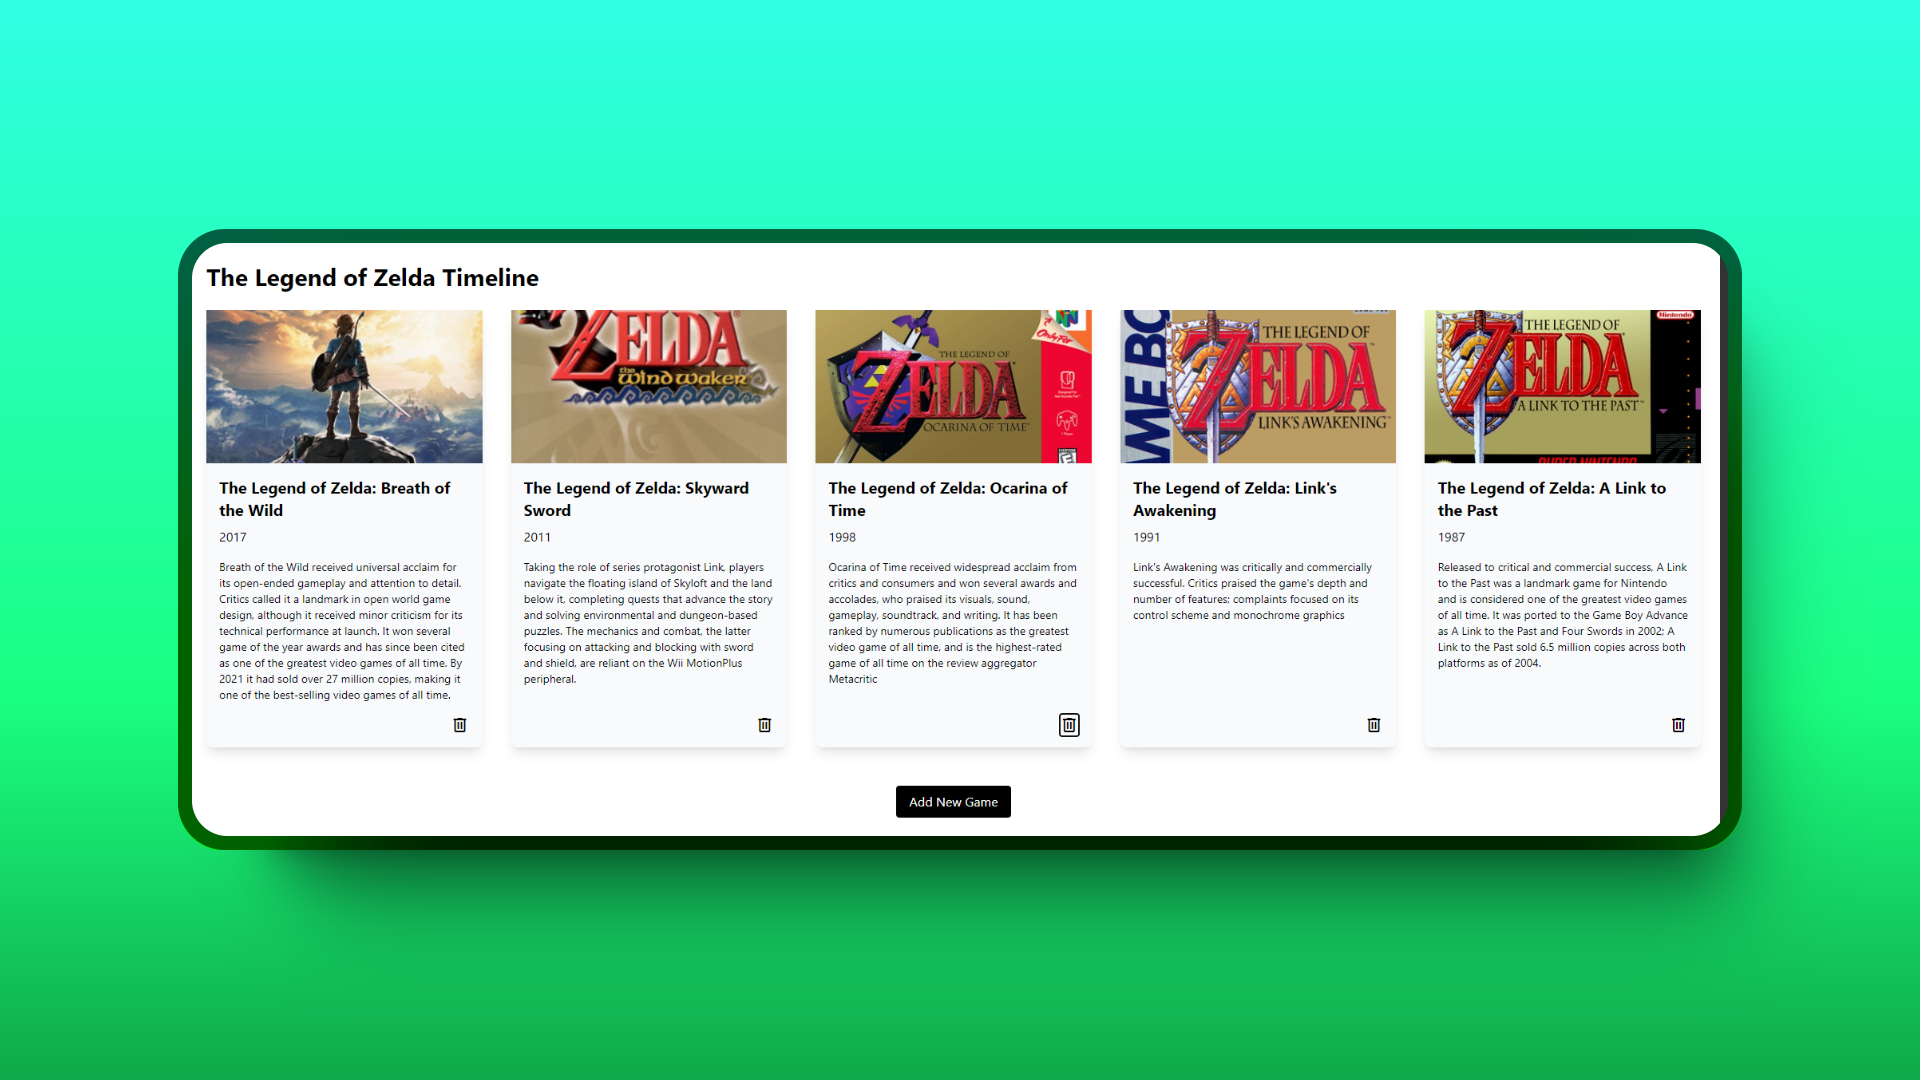 The Legend of Zelda Timeline
ZELDA
the Wind Waker
THE LEGEND OF
ZELDA
OCARINA OF TIME™
Only For
AME BO
THE LEGEND OF
ZELDA
LINK'S AWAKENING™
Nintendo
THE LEGEND OF
ZELDA
A LINK TO THE PAST™
SUPER NINTENDO
The Legend of Zelda: Breath of
the Wild
2017
Breath of the Wild received universal acclaim for
its open-ended gameplay and attention to detail.
Critics called it a landmark in open world game
design, although it received minor criticism for its
technical performance at launch. It won several
game of the year awards and has since been cited
as one of the greatest video games of all time. By
2021 it had sold over 27 million copies, making it
one of the best-selling video games of all time.
The Legend of Zelda: Skyward
Sword
2011
Taking the role of series protagonist Link, players
navigate the floating island of Skyloft and the land
below it, completing quests that advance the story
and solving environmental and dungeon-based
puzzles. The mechanics and combat, the latter
focusing on attacking and blocking with sword
and shield, are reliant on the Wii MotionPlus
peripheral.
The Legend of Zelda: Ocarina of
Time
1998
Ocarina of Time received widespread acclaim from
critics and consumers and won several awards and
accolades, who praised its visuals, sound,
gameplay, soundtrack, and writing. It has been
ranked by numerous publications as the greatest
video game of all time, and is the highest-rated
game of all time on the review aggregator
Metacritic
The Legend of Zelda: Link's
Awakening
1991
Link's Awakening was critically and commercially
successful. Critics praised the game's depth and
number of features; complaints focused on its
control scheme and monochrome graphics
The Legend of Zelda: A Link to
the Past
1987
Released to critical and commercial success, A Link
to the Past was a landmark game for Nintendo
and is considered one of the greatest video games
of all time. It was ported to the Game Boy Advance
as A Link to the Past and Four Swords in 2002; A
Link to the Past sold 6.5 million copies across both
platforms as of 2004.
Add New Game